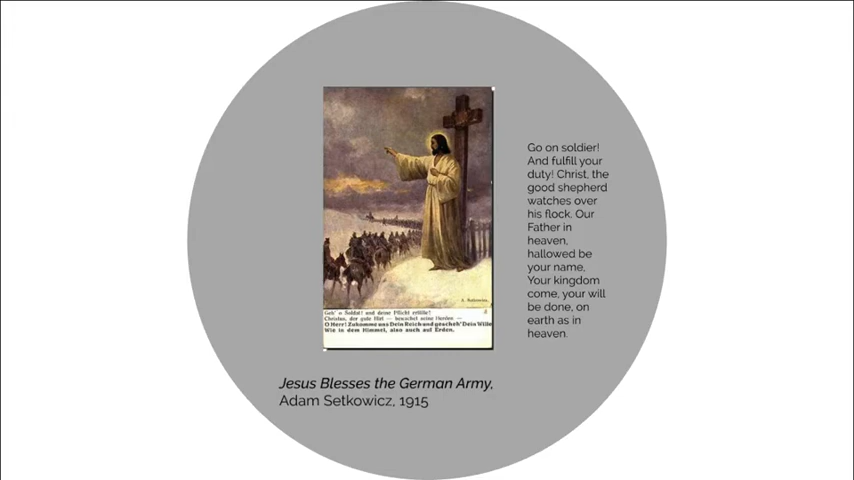 Geh' o Soldat! und deine Pflicht erfülle!
Christus, der gute Hirt — bewachet seine Herden —
O Herr! Zukomme uns Dein Reich und gescheh' Dein Wille
Wie in dem Himmel, also auch auf Erden.
Go on soldier!
And fulfill your
duty! Christ, the
good shepherd
watches over
his flock. Our
Father in
heaven,
hallowed be
your name,
Your kingdom
come, your will
be done, on
earth as in
heaven.
Jesus Blesses the German Army,
Adam Setkowicz, 1915